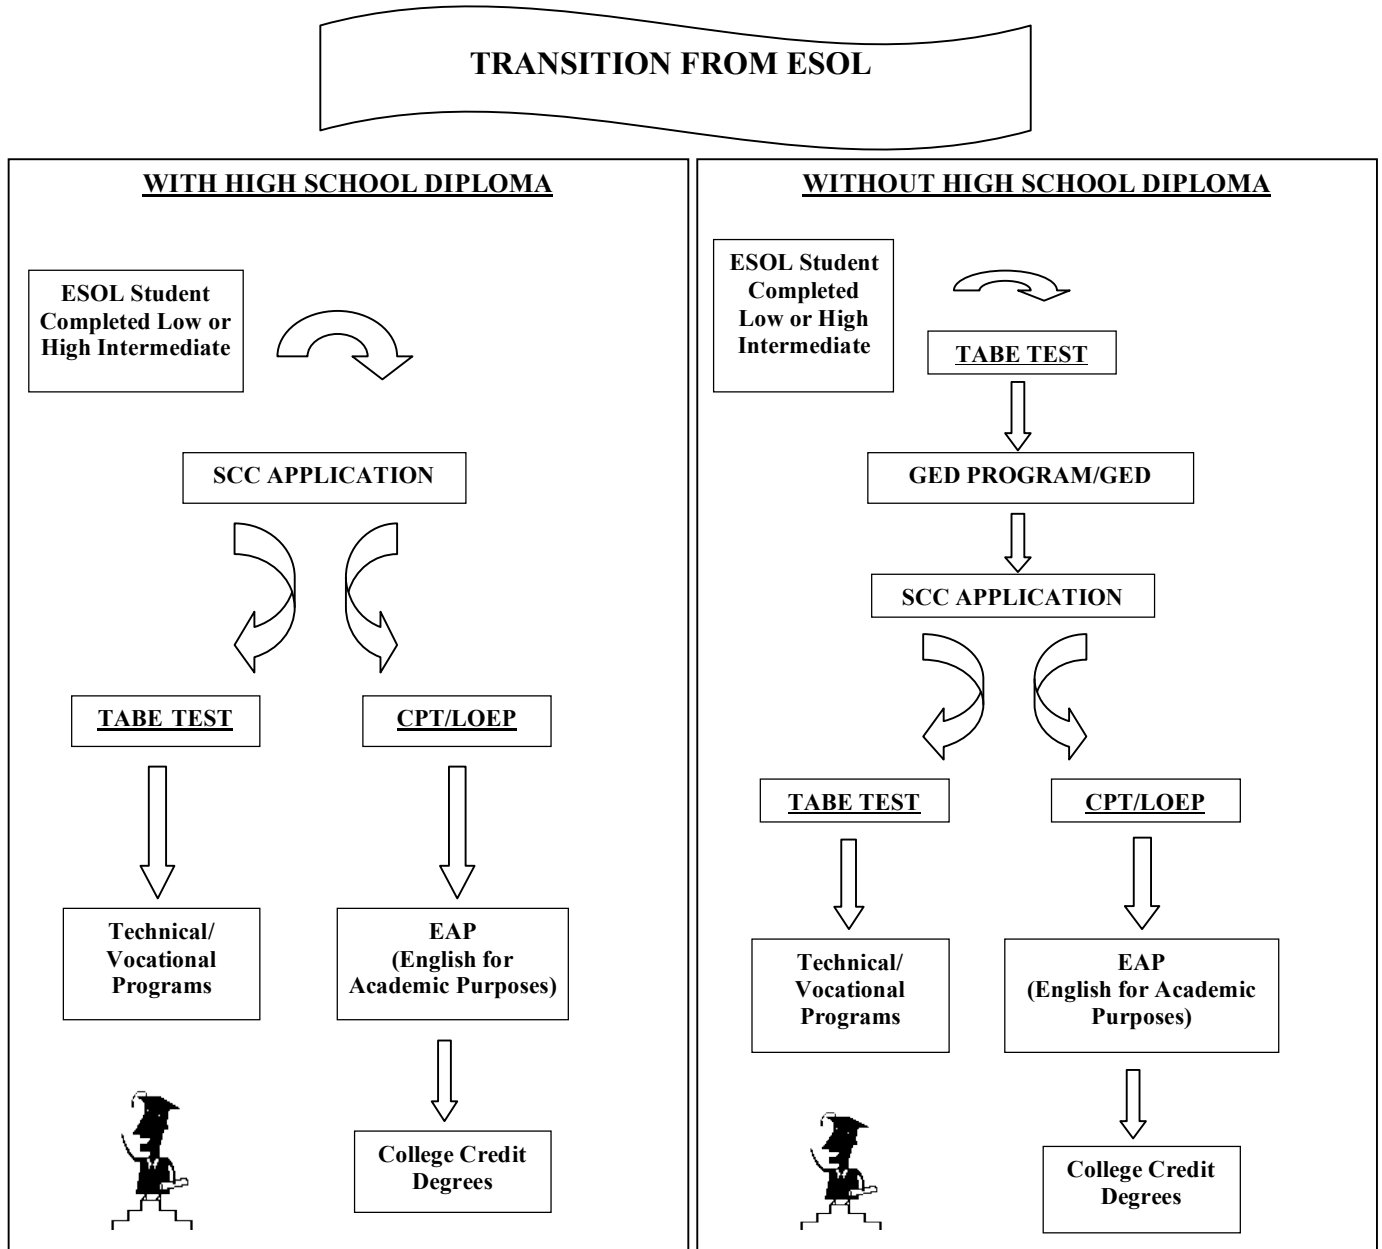 TRANSITION FROM ESOL
WITH HIGH SCHOOL DIPLOMA
ESOL Student
Completed Low or
High Intermediate
SCC APPLICATION
TABE TEST
CPT/LOEP
Technical/
Vocational
Programs
EAP
(English for
Academic Purposes)
College Credit
Degrees
WITHOUT HIGH SCHOOL DIPLOMA
ESOL Student
Completed
Low or High
Intermediate
TABE TEST
GED PROGRAM/GED
SCC APPLICATION
TABE TEST
CPT/LOEP
Technical/
Vocational
Programs
EAP
(English for Academic
Purposes)
College Credit
Degrees